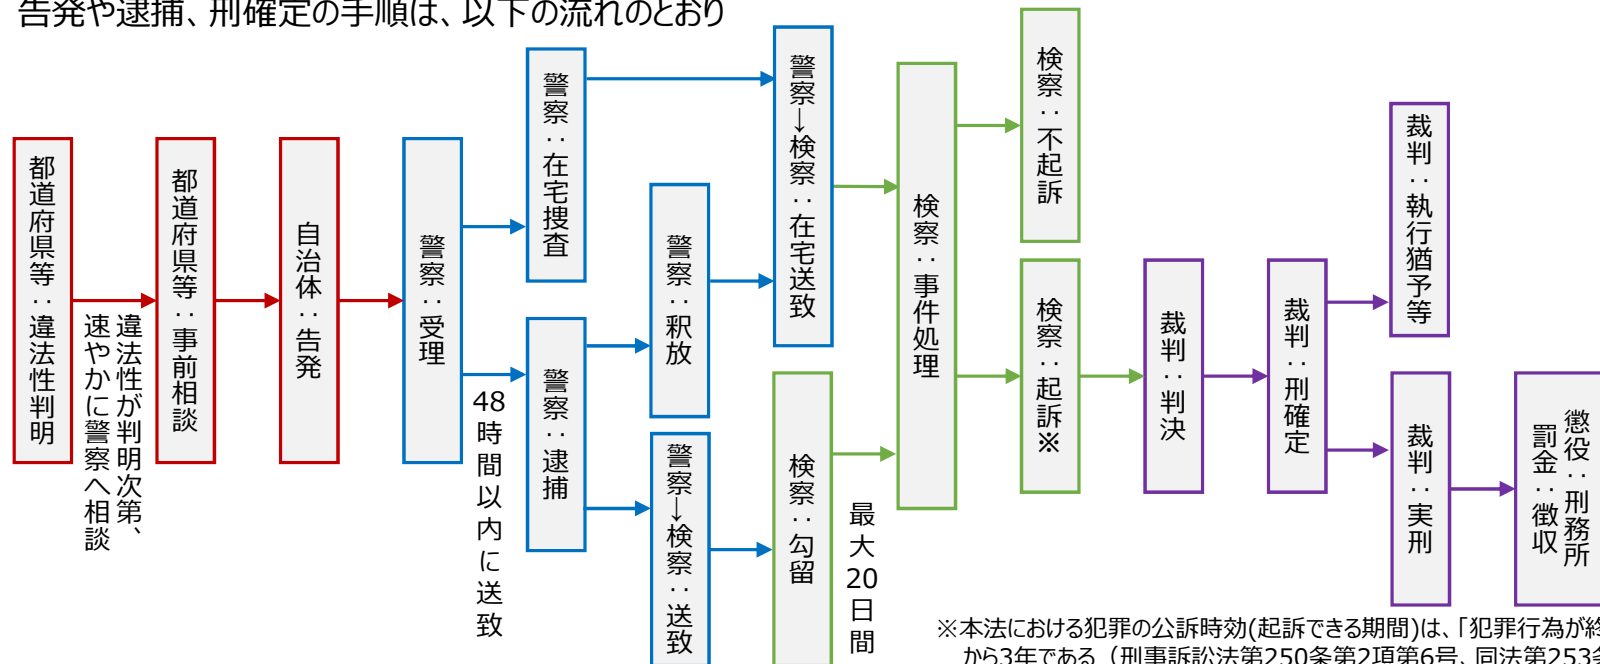 告発や逮捕、刑確定の手順は、以下の流れのとおり
都道府県等：違法性判明
違法性が判明次第、
速やかに警察へ相談
都道府県等：事前相談
自治体：告発
警察：受理
48時間以内に送致
警察：在宅捜査
警察：逮捕
警察：釈放
警察→検察：送致
警察→検察：在宅送致
検察：勾留
最大20日間
検察：事件処理
検察：不起訴
検察：起訴※
裁判：判決
裁判：刑確定
裁判：執行猶予等
裁判：実刑
懲役：刑務所
罰金：徴収
※本法における犯罪の公訴時効(起訴できる期間)は、「犯罪行為が終
から3年である（刑事訴訟法第250条第2項第6号、同法第253条